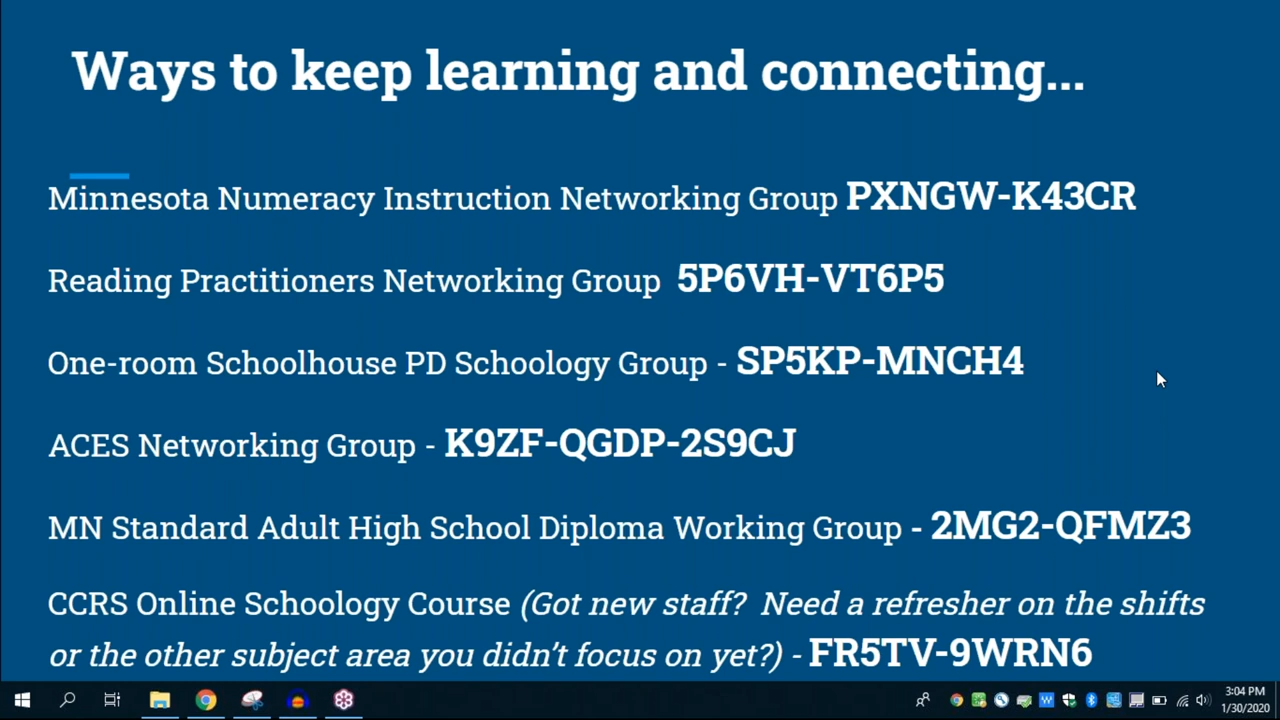 Ways to keep learning and connecting...
Minnesota Numeracy Instruction Networking Group PXNGW-K43CR
Reading Practitioners Networking Group 5P6VH-VT6P5
One-room Schoolhouse PD Schoology Group - SP5KP-MNCH4
ACES Networking Group - K9ZF-QGDP-2S9CJ
MN Standard Adult High School Diploma Working Group - 2MG2-QFMZ3
CCRS Online Schoology Course (Got new staff? Need a refresher on the shifts
or the other subject area you didn't focus on yet?) - FR5TV-9WRN6
3:04 PM
1/30/2020